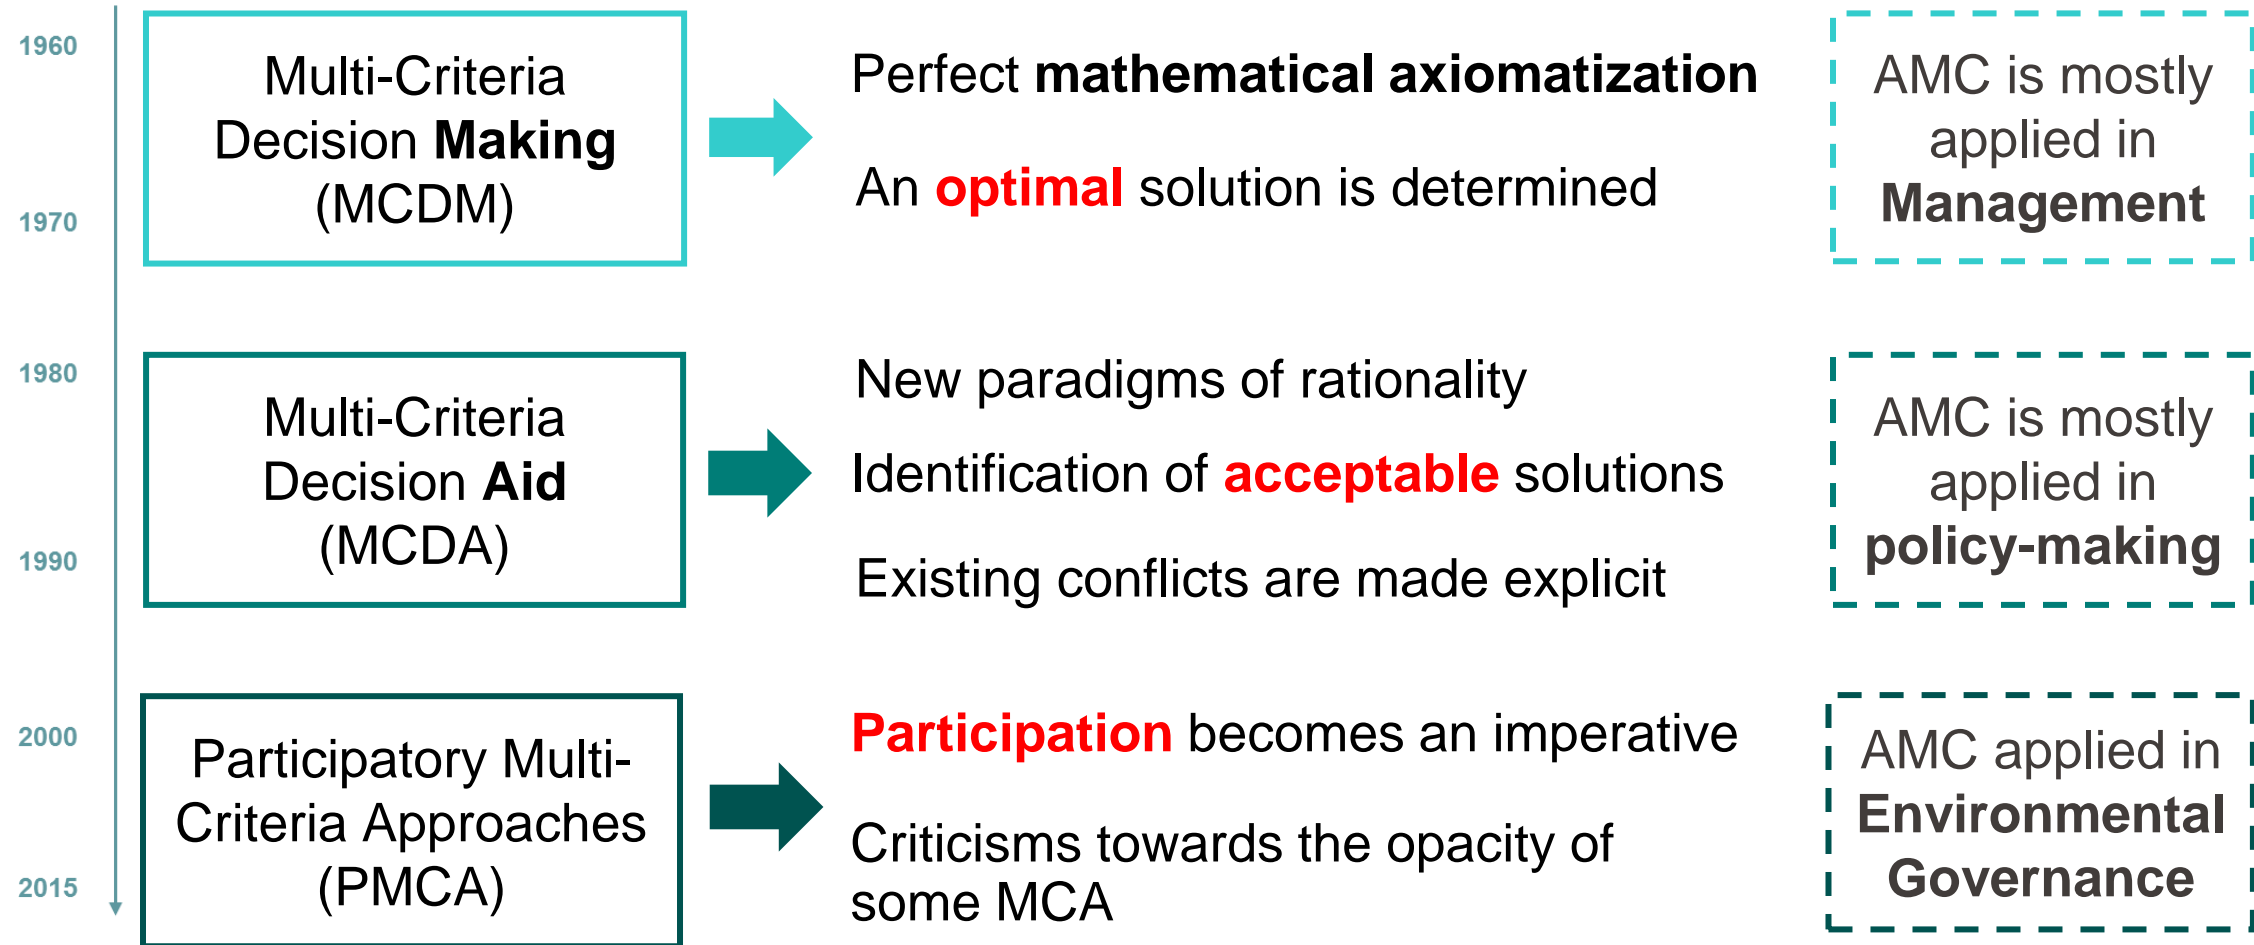 1960
Multi-Criteria
Decision Making
(MCDM)
Perfect mathematical axiomatization
An optimal solution is determined
AMC is mostly
applied in
Management
1970
1980
Multi-Criteria
Decision Aid
(MCDA)
New paradigms of rationality
Identification of acceptable solutions
Existing conflicts are made explicit
AMC is mostly
applied in
policy-making
1990
2000
Participatory Multi-
Criteria Approaches
(PMCA)
Participation becomes an imperative
Criticisms towards the opacity of
some MCA
AMC applied in
Environmental
Governance
2015